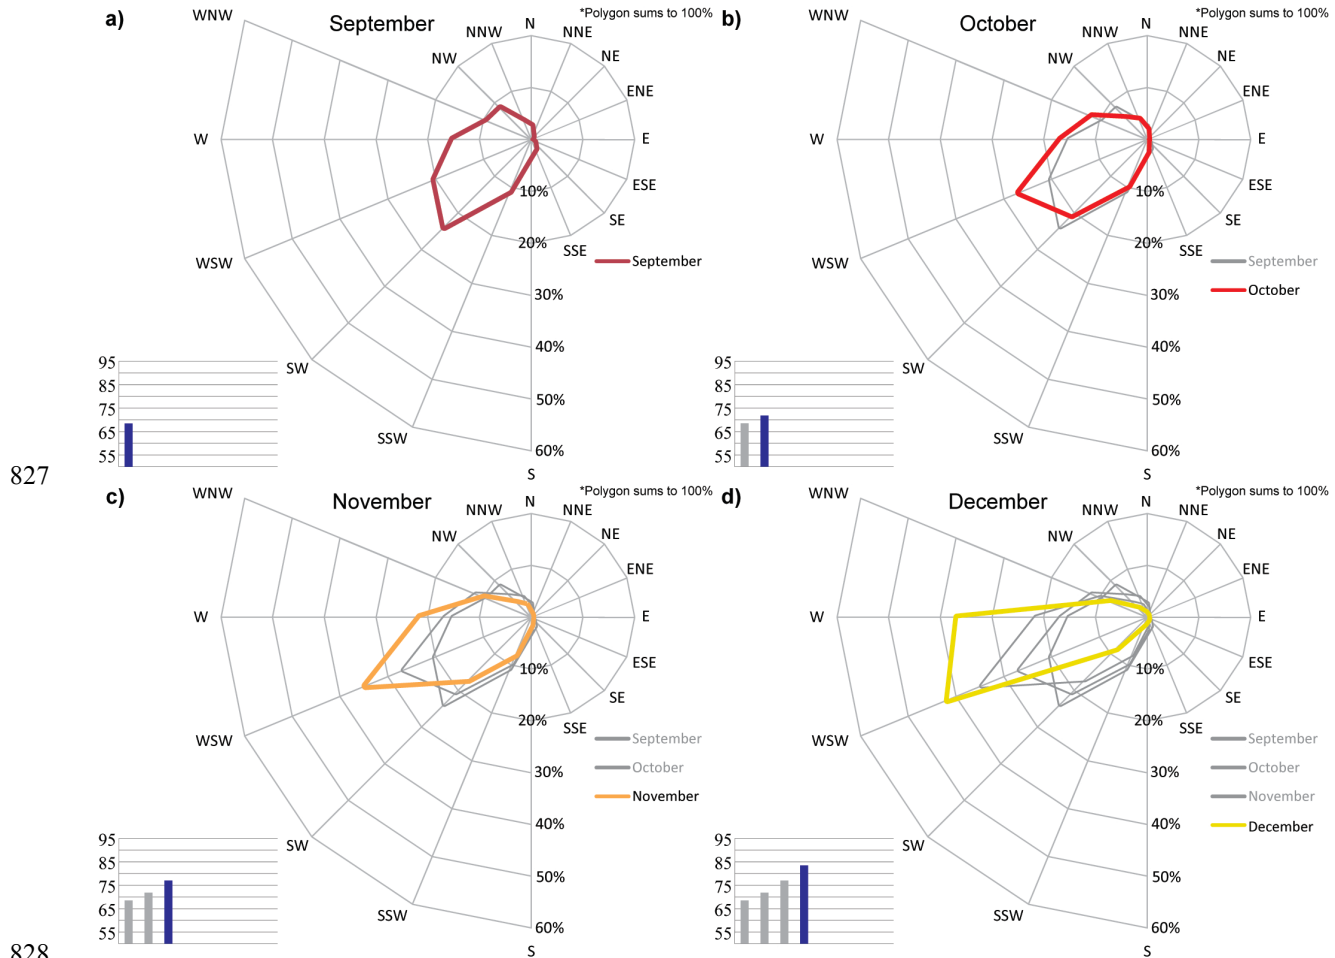 a)
September
*Polygon sums to 100%
WNW
NW
NNW
N
NNE
NE
ENE
E
ESE
SE
SSE
W
WSW
SW
SSW
S
10%
20%
30%
40%
50%
60%
September
95
85
75
65
55
827
b)
October
*Polygon sums to 100%
WNW
NW
NNW
N
NNE
NE
ENE
E
ESE
SE
SSE
W
WSW
SW
SSW
S
10%
20%
30%
40%
50%
60%
September
October
95
85
75
65
55
c)
November
*Polygon sums to 100%
WNW
NW
NNW
N
NNE
NE
ENE
E
ESE
SE
SSE
W
WSW
SW
SSW
S
10%
20%
30%
40%
50%
60%
September
October
November
95
85
75
65
55
828
d)
December
*Polygon sums to 100%
WNW
NW
NNW
N
NNE
NE
ENE
E
ESE
SE
SSE
W
WSW
SW
SSW
S
10%
20%
30%
40%
50%
60%
September
October
November
December
95
85
75
65
55